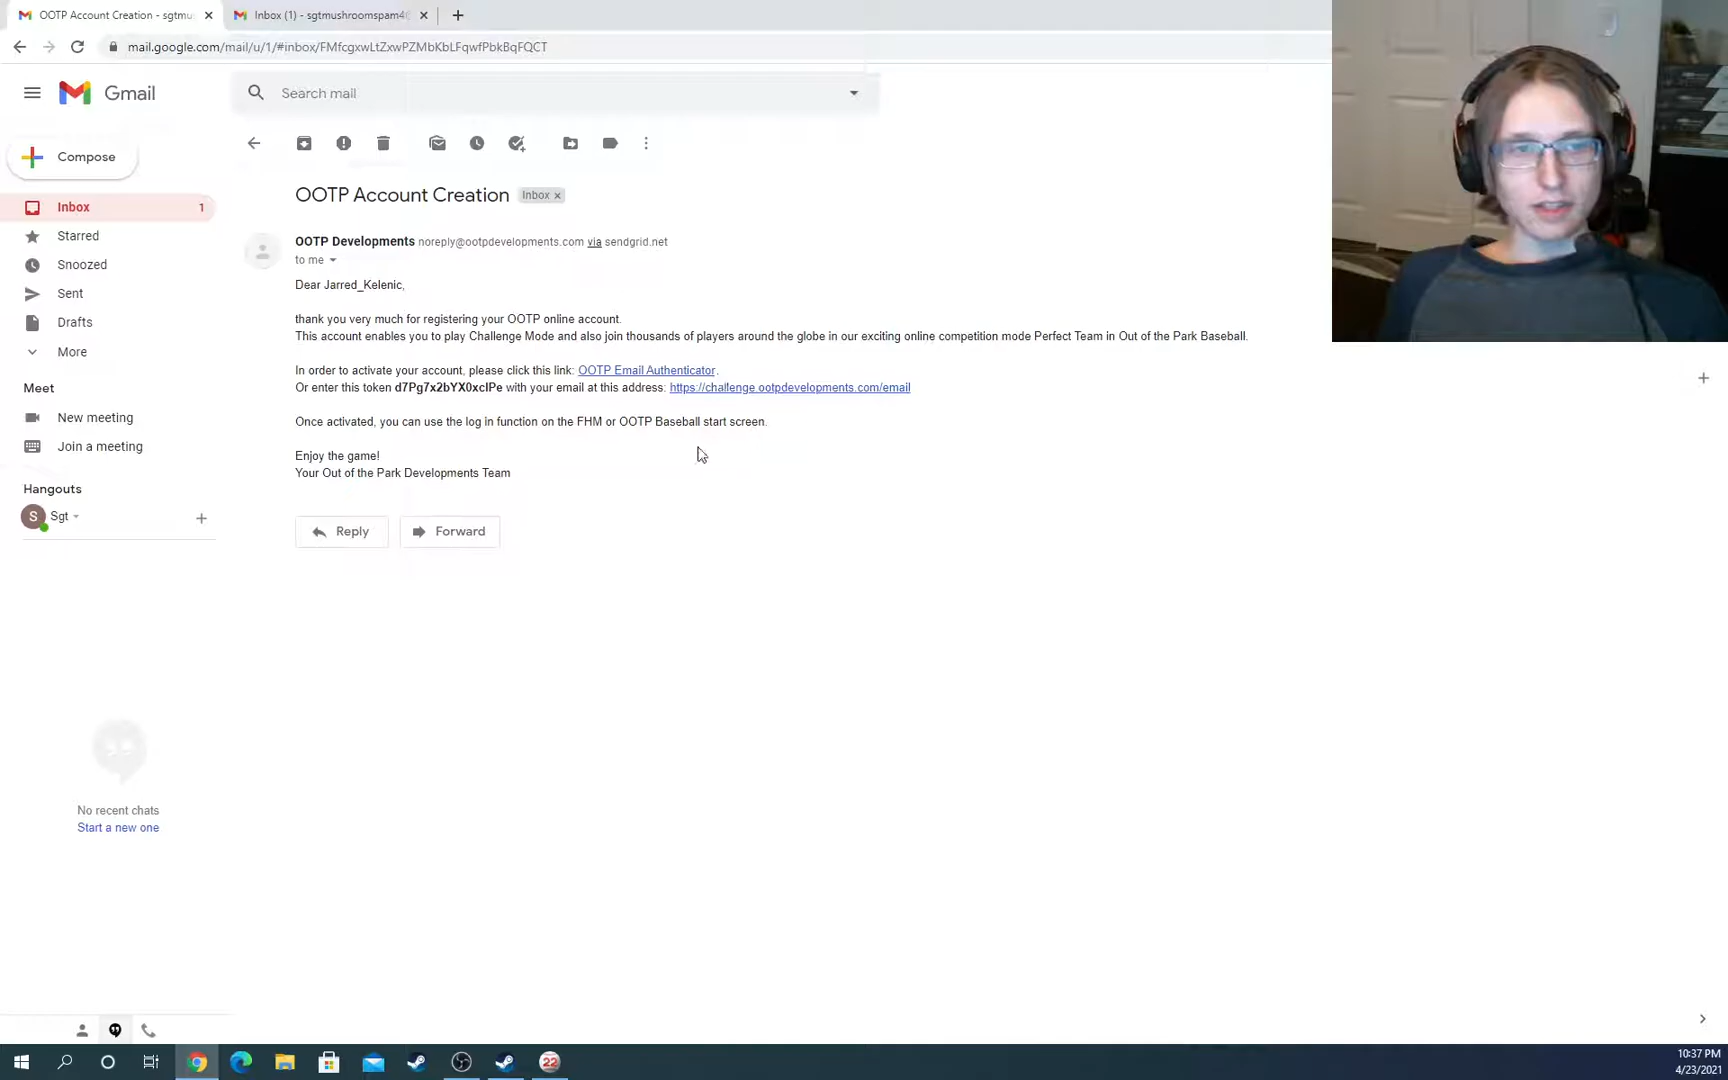 OOTP Account Creation - sgtmu
Inbox (1) - sgtmushroomspam4
mail.google.com/mail/u/1/#inbox/FMfcgxwLtZxwPZMbKbLFqwfPbkBqFQCT
Gmail
Search mail
Compose
Inbox 1
Starred
Snoozed
Sent
Drafts
More
Meet
New meeting
Join a meeting
Hangouts
S Sgt
No recent chats
Start a new one
OOTP Account Creation Inbox x
OOTP Developments noreply@ootpdevelopments.com via sendgrid.net
to me
Dear Jarred_Kelenic,
thank you very much for registering your OOTP online account.
This account enables you to play Challenge Mode and also join thousands of players around the globe in our exciting online competition mode Perfect Team in Out of the Park Baseball.
In order to activate your account, please click this link: OOTP Email Authenticator.
Or enter this token with your email at this address: https://challenge.ootpdevelopments.com/email
Once activated, you can use the log in function on the FHM or OOTP Baseball start screen.
Enjoy the game!
Your Out of the Park Developments Team
Reply
Forward
22
10:37 PM
4/23/2021